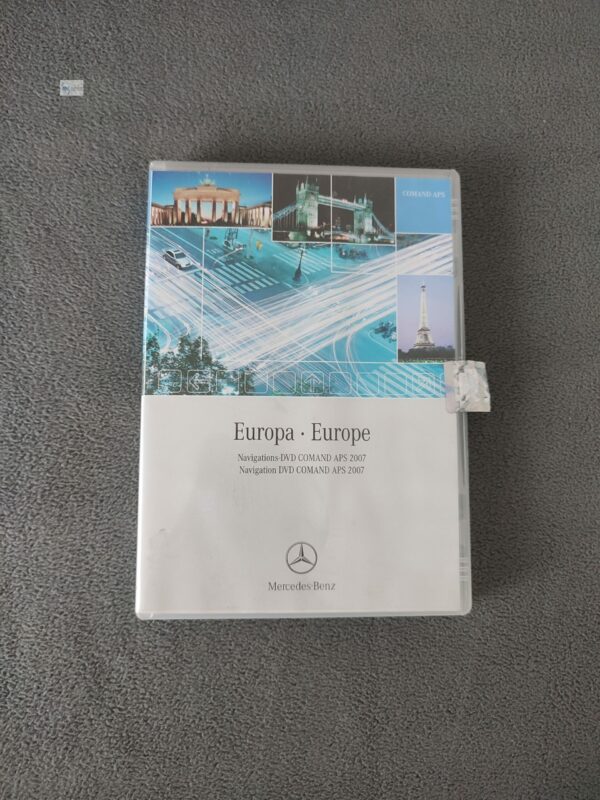 COMAND APS
Europa · Europe
Navigations-DVD COMAND APS 2007
Navigation DVD COMAND APS 2007
Mercedes-Benz